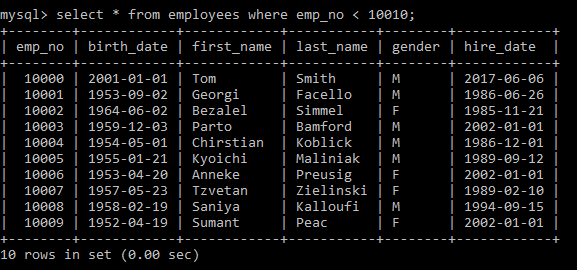 mysql> select * from employees where emp_no < 10010;
+--------+------------+------------+-----------+--------+------------+
| emp_no | birth_date | first_name | last_name | gender | hire_date  |
+--------+------------+------------+-----------+--------+------------+
|  10000 | 2001-01-01 | Tom        | Smith     | M      | 2017-06-06 |
|  10001 | 1953-09-02 | Georgi     | Facello   | M      | 1986-06-26 |
|  10002 | 1964-06-02 | Bezalel    | Simmel    | F      | 1985-11-21 |
|  10003 | 1959-12-03 | Parto      | Bamford   | M      | 2002-01-01 |
|  10004 | 1954-05-01 | Chirstian  | Koblick   | M      | 1986-12-01 |
|  10005 | 1955-01-21 | Kyoichi    | Maliniak  | M      | 1989-09-12 |
|  10006 | 1953-04-20 | Anneke     | Preusig   | F      | 2002-01-01 |
|  10007 | 1957-05-23 | Tzvetan    | Zielinski | F      | 1989-02-10 |
|  10008 | 1958-02-19 | Saniya     | Kalloufi  | M      | 1994-09-15 |
|  10009 | 1952-04-19 | Sumant     | Peac      | F      | 2002-01-01 |
+--------+------------+------------+-----------+--------+------------+
10 rows in set (0.00 sec)